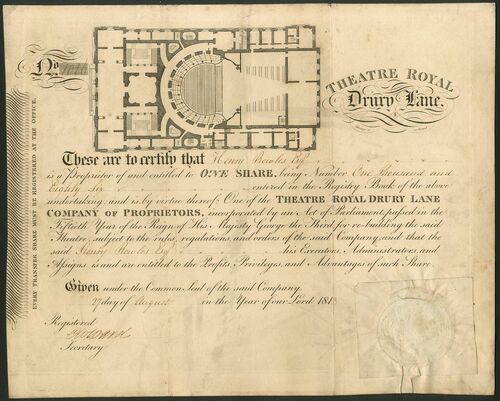 No. 1086
THEATRE ROYAL
Drury Lane.
These are to certify that Henry Bowles Esqr.
is a Proprietor of and entitled to ONE SHARE, being Number One Thousand and
Eighty Six entered in the Registry Book of the above
undertaking; and is by virtue thereof, One of the THEATRE ROYAL DRURY LANE
COMPANY OF PROPRIETORS, incorporated by an Act of Parliament passed in the
Fiftieth Year of the Reign of His Majesty George the Third, for re-building the said
Theatre, subject to the rules, regulations, and orders of the said Company; and that the
said Henry Bowles Esqr. his Executors, Administrators, and
Assigns is and are entitled to the Profits, Privileges, and Advantages of such Share.
Given under the Common Seal of the said Company,
27 day of August in the Year of our Lord 181
Registered
Secretary
EVERY TRANSFER SHARE MUST BE REGISTERED AT THE OFFICE.